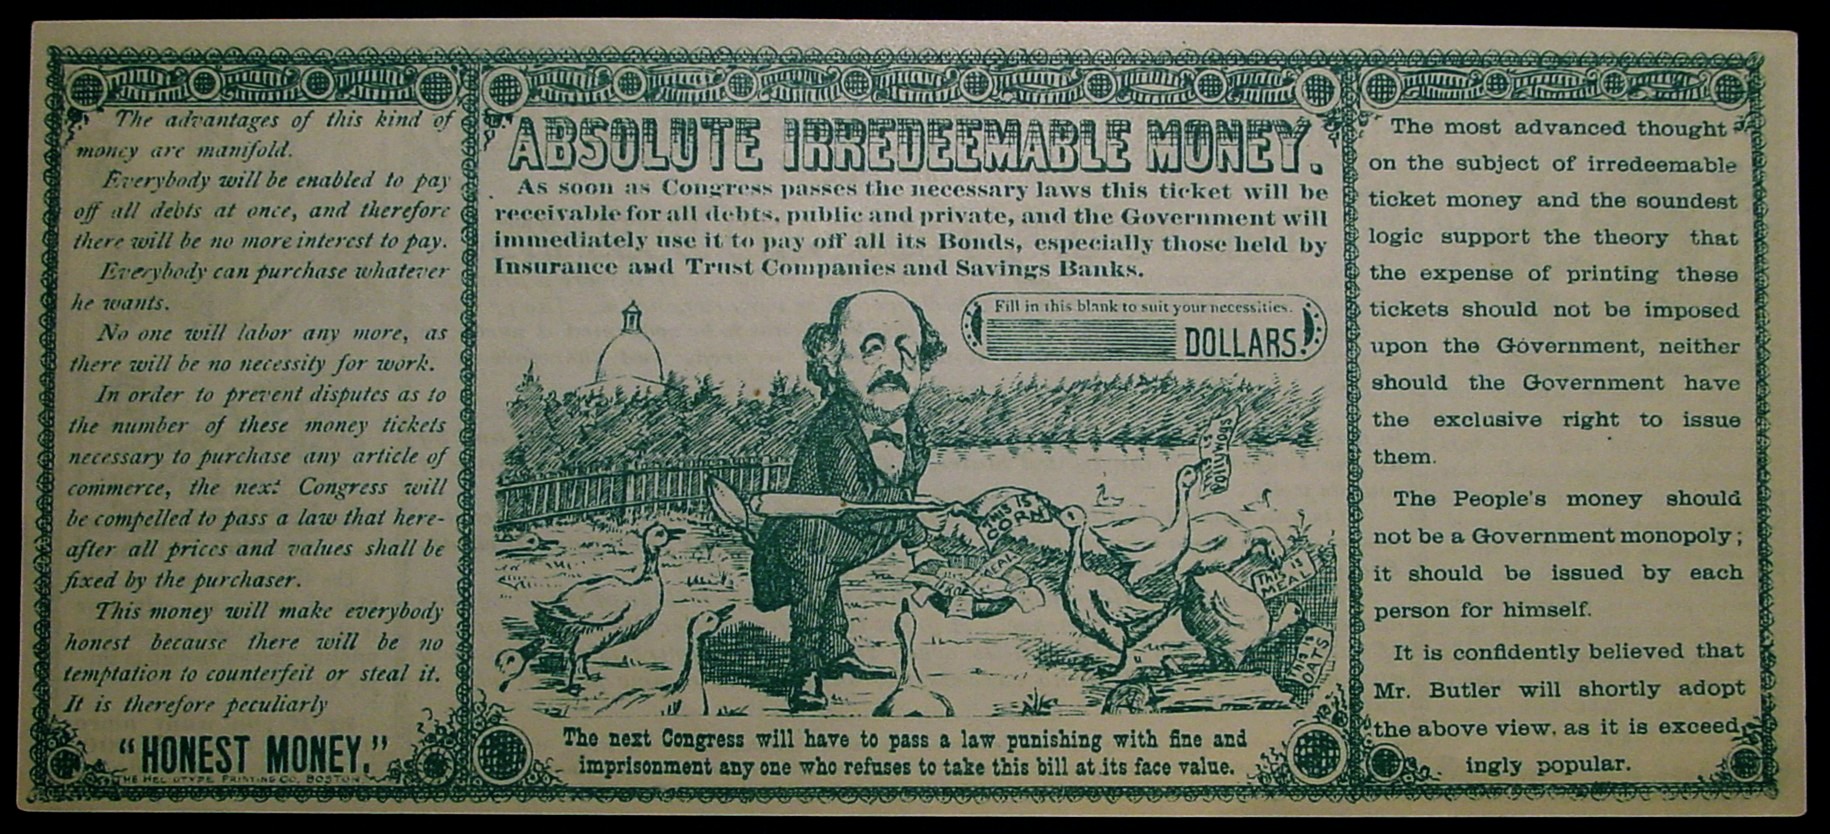 The advantages of this kind of
money are manifold.
Everybody will be enabled to pay
off all debts at once, and therefore
there will be no more interest to pay.
Everybody can purchase whatever
he wants.
No one will labor any more, as
there will be no necessity for work.
In order to prevent disputes as to
the number of these money tickets
necessary to purchase any article of
commerce, the next Congress will
be compelled to pass a law that here-
after all prices and values shall be
fixed by the purchaser.
This money will make everybody
honest because there will be no
temptation to counterfeit or steal it.
It is therefore peculiarly
"HONEST MONEY."
THE HELIOTYPE PRINTING CO. BOSTON.
ABSOLUTE IRREDEEMABLE MONEY.
As soon as Congress passes the necessary laws this ticket will be
receivable for all debts, public and private, and the Government will
immediately use it to pay off all its Bonds, especially those held by
Insurance and Trust Companies and Savings Banks.
Fill in this blank to suit your necessities.
DOLLARS.
THIS IS
POLLYWOGS
THIS IS
CORN
MEAL
THIS IS
MEAL
This is
OATS
The next Congress will have to pass a law punishing with fine and
imprisonment any one who refuses to take this bill at its face value.
The most advanced thought
on the subject of irredeemable
ticket money and the soundest
logic support the theory that
the expense of printing these
tickets should not be imposed
upon the Government, neither
should the Government have
the exclusive right to issue
them.
The People's money should
not be a Government monopoly;
it should be issued by each
person for himself.
It is confidently believed that
Mr. Butler will shortly adopt
the above view, as it is exceed
ingly popular.